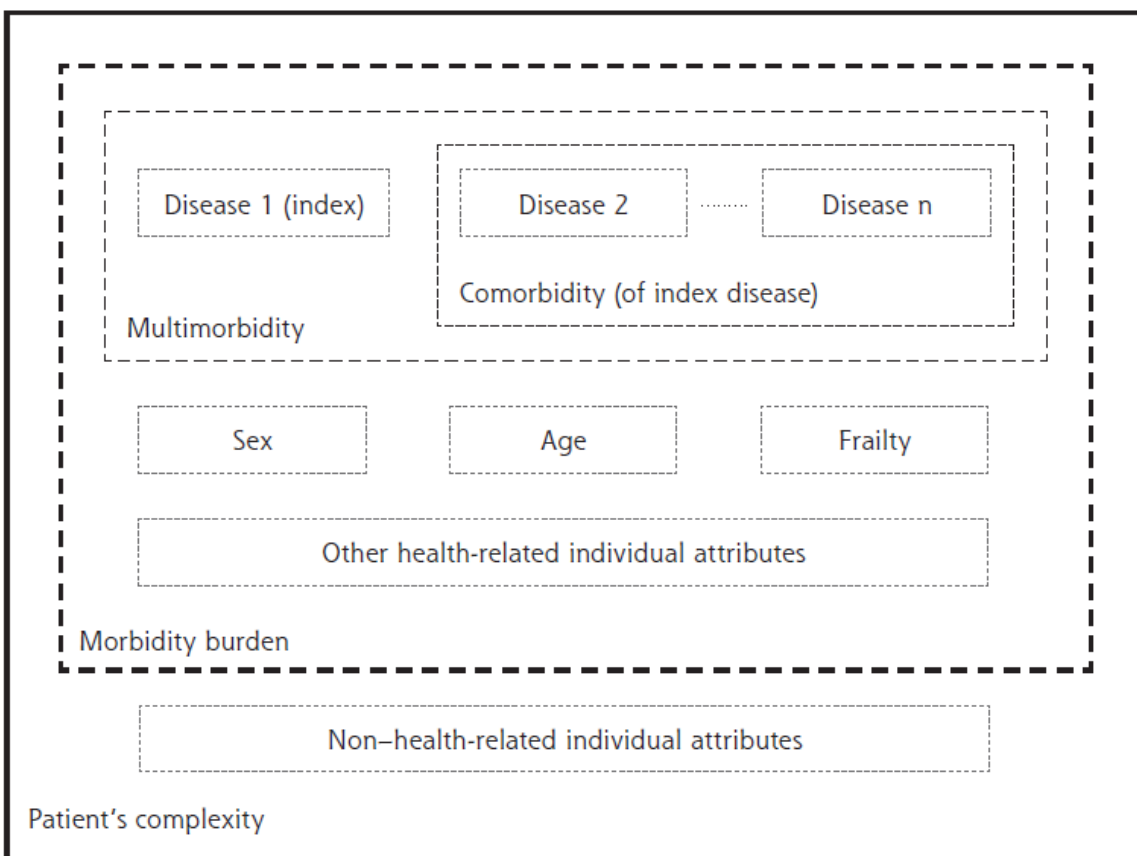 Disease 1 (index)
Disease 2
Disease n
Comorbidity (of index disease)
Multimorbidity
Sex
Age
Frailty
Other health-related individual attributes
Morbidity burden
Non–health-related individual attributes
Patient’s complexity